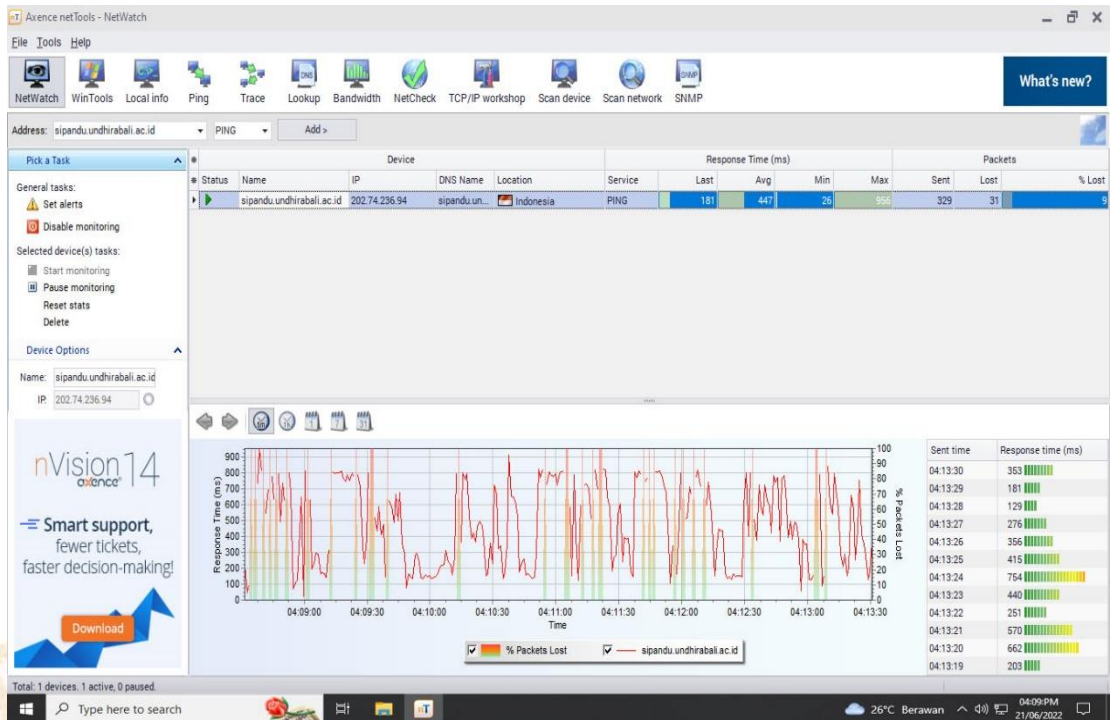 Axence netTools - NetWatch
File Tools Help
NetWatch WinTools Local info Ping Trace Lookup Bandwidth NetCheck TCP/IP workshop Scan device Scan network SNMP
What's new?
Address: sipandu.undhirabali.ac.id PING Add >
Pick a Task
General tasks:
Set alerts
Disable monitoring
Selected device(s) tasks:
Start monitoring
Pause monitoring
Reset stats
Delete
Device Options
Name: sipandu.undhirabali.ac.id
IP: 202.74.236.94
nVision 14
axence
Smart support,
fewer tickets,
faster decision-making!
Download
Device Response Time (ms) Packets
Status Name IP DNS Name Location Service Last Avg Min Max Sent Lost % Lost
sipandu.undhirabali.ac.id 202.74.236.94 sipandu.un... Indonesia PING 181 447 26 956 329 31 9
Response Time (ms)
900
800
700
600
500
400
300
200
100
0
04:09:00 04:09:30 04:10:00 04:10:30 04:11:00 04:11:30 04:12:00 04:12:30 04:13:00 04:13:30
Time
100
90
80
70
60
50
40
30
20
10
0
% Packets Lost
% Packets Lost sipandu.undhirabali.ac.id
Sent time Response time (ms)
04:13:30 353
04:13:29 181
04:13:28 129
04:13:27 276
04:13:26 356
04:13:25 415
04:13:24 754
04:13:23 440
04:13:22 251
04:13:21 570
04:13:20 662
04:13:19 203
Total: 1 devices. 1 active, 0 paused.
Type here to search
26°C Berawan
04:09:PM
21/06/2022